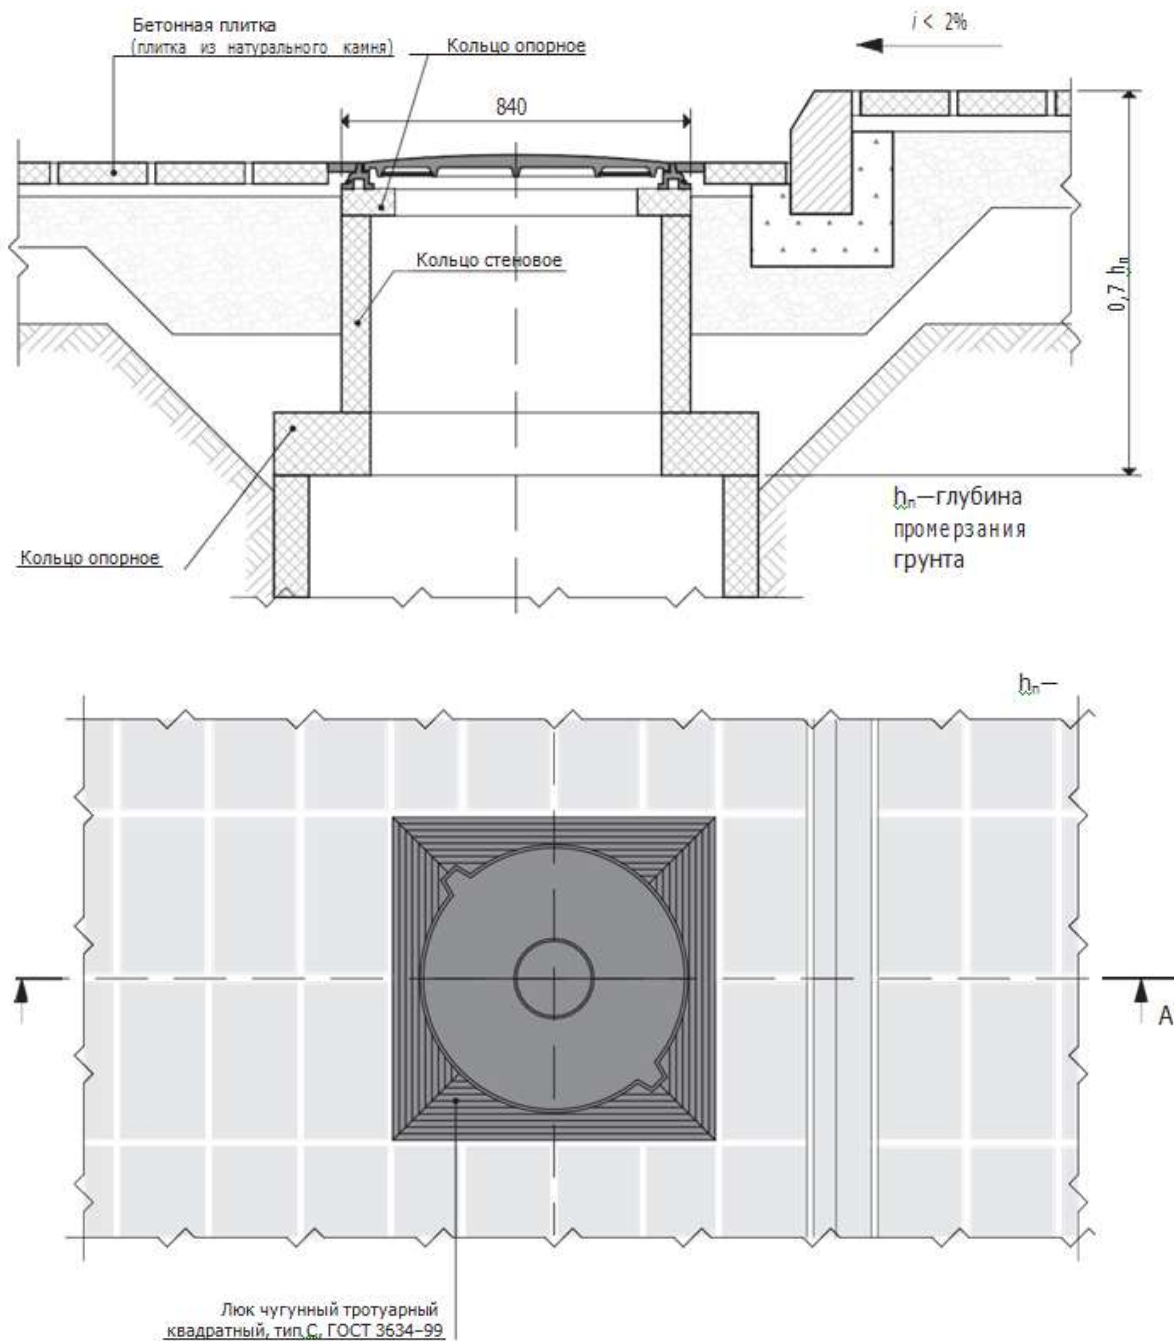 Бетонная плитка
(плитка из натурального камня)
Кольцо опорное
i < 2%
840
Кольцо стеновое
0,7 hп
hп—глубина
промерзания
грунта
Кольцо опорное
hп—
А
Люк чугунный тротуарный
квадратный, тип С, ГОСТ 3634–99